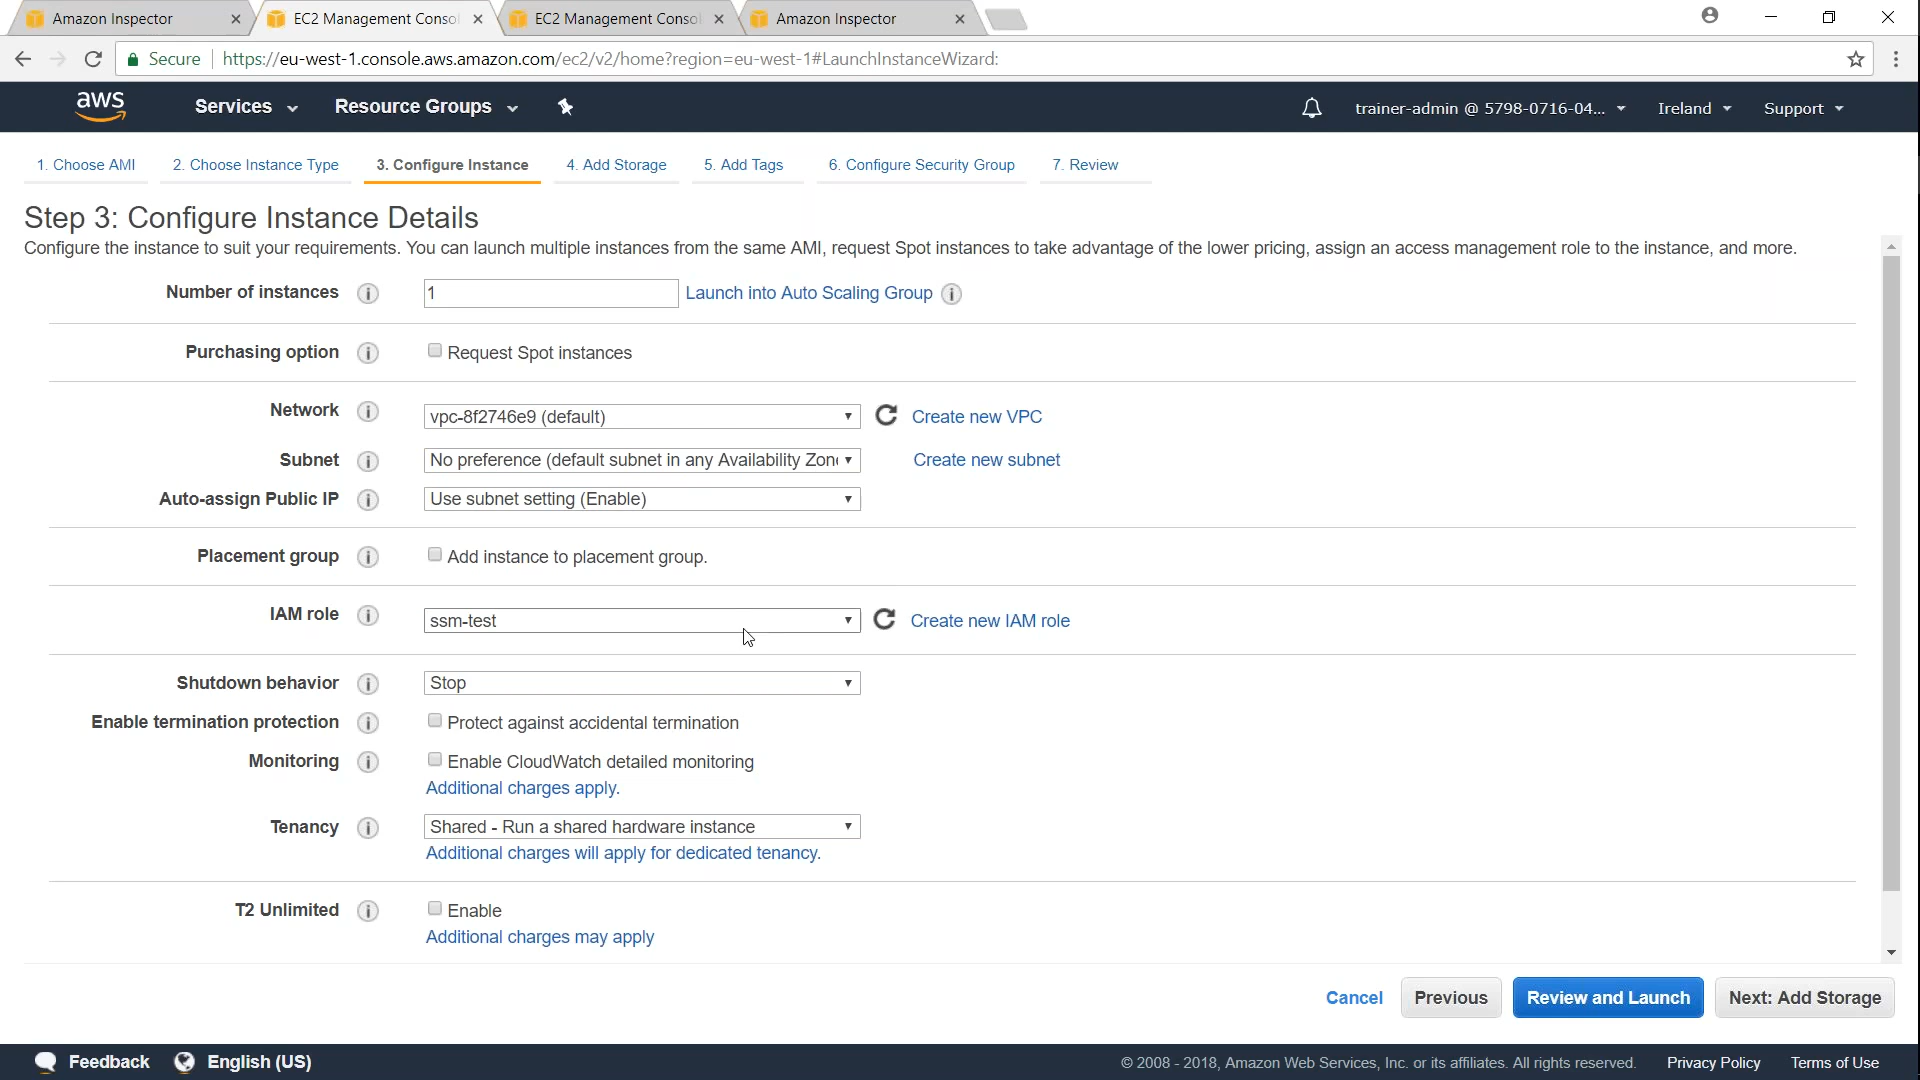 Amazon Inspector
EC2 Management Consol
EC2 Management Consol
Amazon Inspector
Secure
https://eu-west-1.console.aws.amazon.com/ec2/v2/home?region=eu-west-1#LaunchInstanceWizard:
aws
Services
Resource Groups
trainer-admin @ 5798-0716-04...
Ireland
Support
1. Choose AMI
2. Choose Instance Type
3. Configure Instance
4. Add Storage
5. Add Tags
6. Configure Security Group
7. Review
Step 3: Configure Instance Details
Configure the instance to suit your requirements. You can launch multiple instances from the same AMI, request Spot instances to take advantage of the lower pricing, assign an access management role to the instance, and more.
Number of instances
1
Launch into Auto Scaling Group
Purchasing option
Request Spot instances
Network
vpc-8f2746e9 (default)
Create new VPC
Subnet
No preference (default subnet in any Availability Zon
Create new subnet
Auto-assign Public IP
Use subnet setting (Enable)
Placement group
Add instance to placement group.
IAM role
ssm-test
Create new IAM role
Shutdown behavior
Stop
Enable termination protection
Protect against accidental termination
Monitoring
Enable CloudWatch detailed monitoring
Additional charges apply.
Tenancy
Shared - Run a shared hardware instance
Additional charges will apply for dedicated tenancy.
T2 Unlimited
Enable
Additional charges may apply
Cancel
Previous
Review and Launch
Next: Add Storage
Feedback
English (US)
© 2008 - 2018, Amazon Web Services, Inc. or its affiliates. All rights reserved.
Privacy Policy
Terms of Use